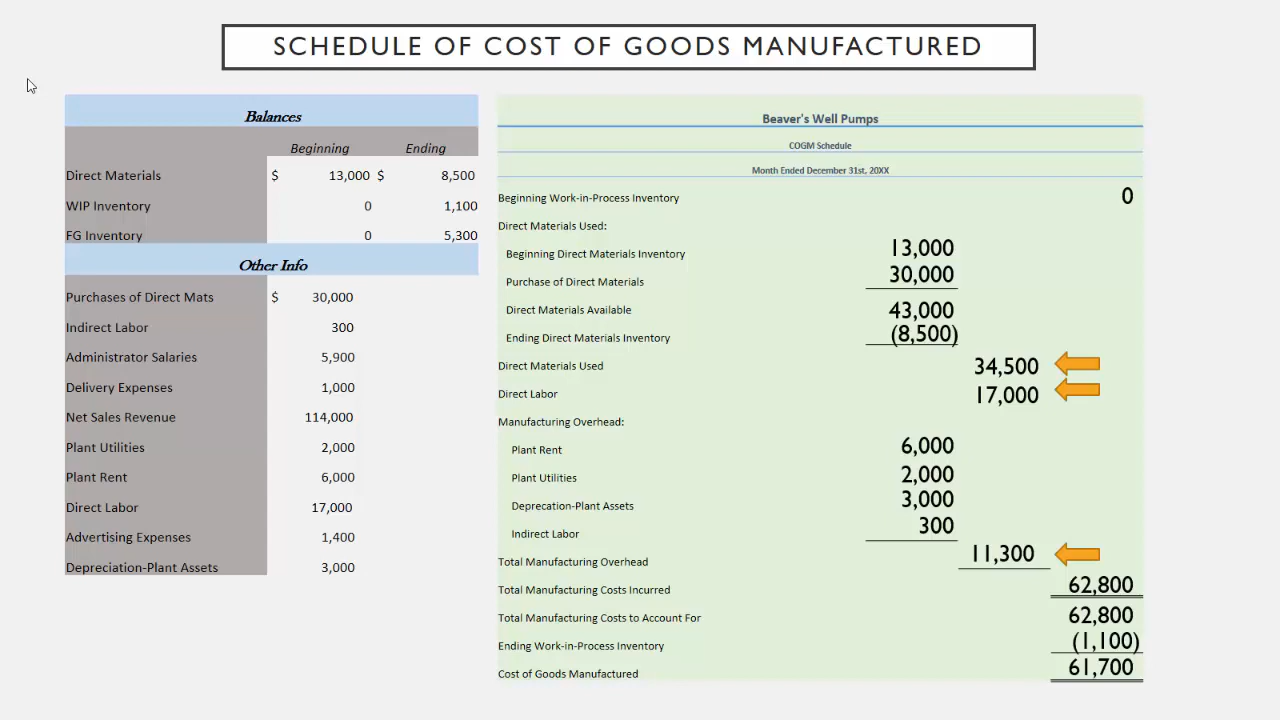 SCHEDULE OF COST OF GOODS MANUFACTURED
Balances
Beginning Ending
Direct Materials $ 13,000 $ 8,500
WIP Inventory 0 1,100
FG Inventory 0 5,300
Other Info
Purchases of Direct Mats $ 30,000
Indirect Labor 300
Administrator Salaries 5,900
Delivery Expenses 1,000
Net Sales Revenue 114,000
Plant Utilities 2,000
Plant Rent 6,000
Direct Labor 17,000
Advertising Expenses 1,400
Depreciation-Plant Assets 3,000
Beaver's Well Pumps
COGM Schedule
Month Ended December 31st, 20XX
Beginning Work-in-Process Inventory 0
Direct Materials Used:
Beginning Direct Materials Inventory 13,000
Purchase of Direct Materials 30,000
Direct Materials Available 43,000
Ending Direct Materials Inventory (8,500)
Direct Materials Used 34,500
Direct Labor 17,000
Manufacturing Overhead:
Plant Rent 6,000
Plant Utilities 2,000
Deprecation-Plant Assets 3,000
Indirect Labor 300
Total Manufacturing Overhead 11,300
Total Manufacturing Costs Incurred 62,800
Total Manufacturing Costs to Account For 62,800
Ending Work-in-Process Inventory (1,100)
Cost of Goods Manufactured 61,700